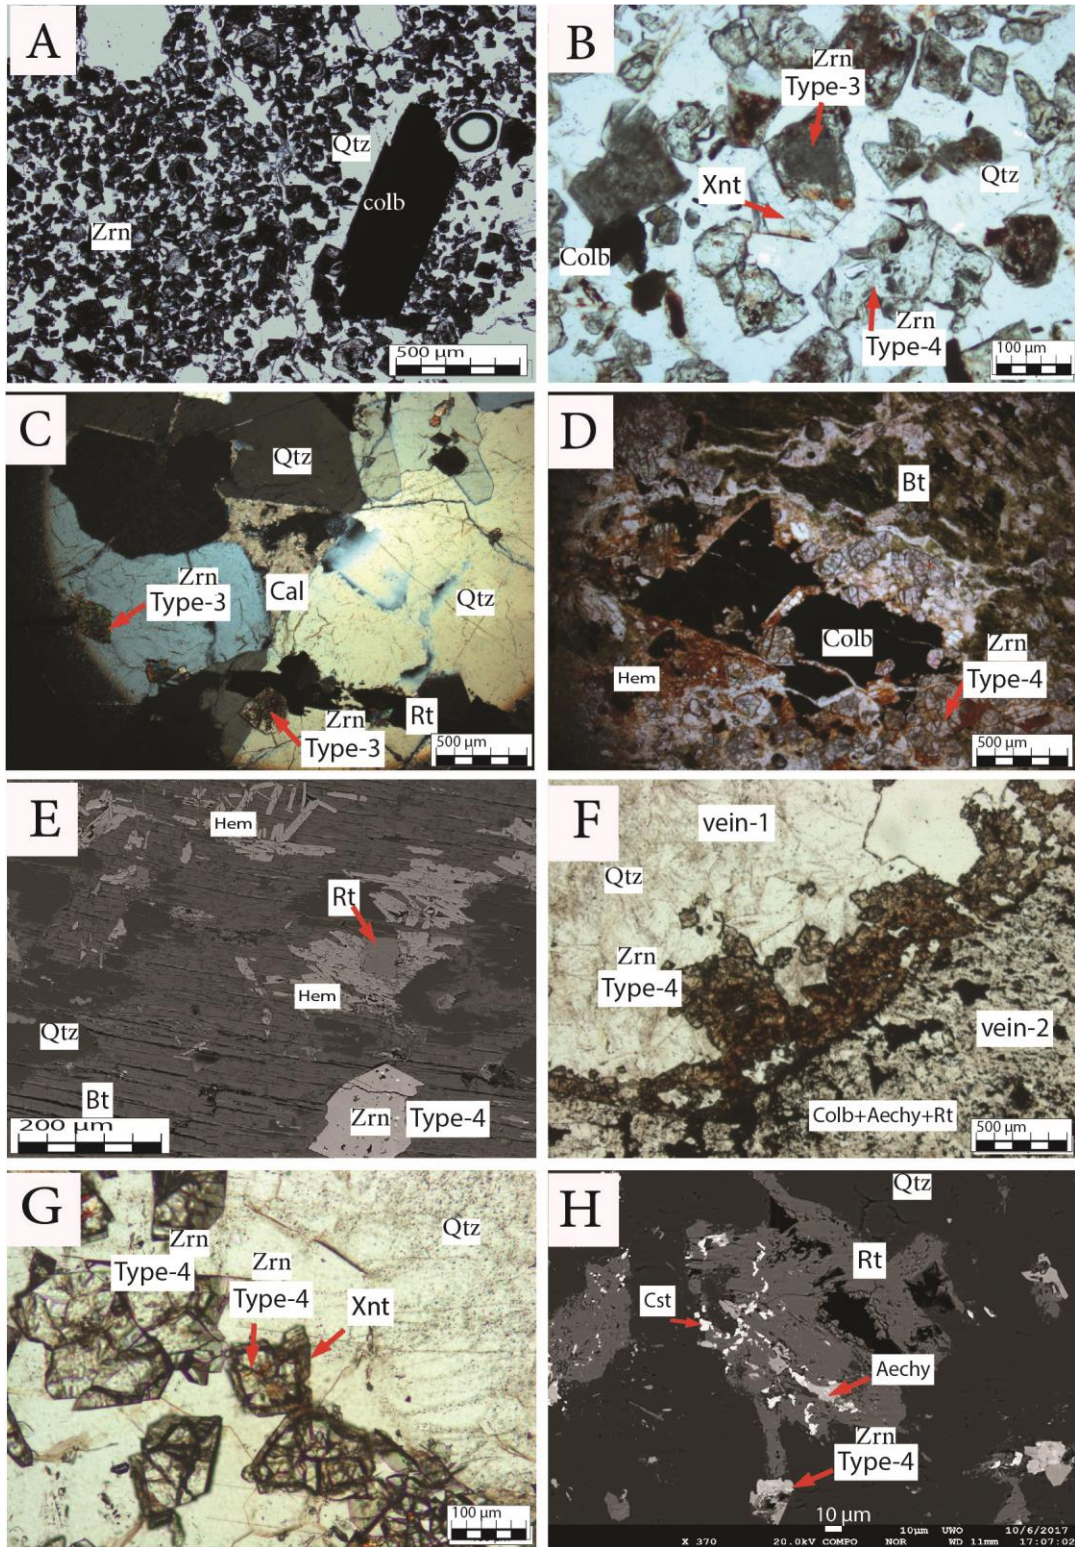 A
Qtz
colb
Zrn
500 µm
B
Zrn
Type-3
Xnt
Qtz
Colb
Zrn
Type-4
100 µm
C
Qtz
Zrn
Type-3
Cal
Qtz
Zrn
Type-3
Rt
500 µm
D
Bt
Colb
Zrn
Type-4
Hem
500 µm
E
Hem
Rt
Hem
Qtz
Bt
Zrn Type-4
200 µm
F
vein-1
Qtz
Zrn
Type-4
vein-2
Colb+Aechy+Rt
500 µm
G
Zrn
Type-4
Zrn
Type-4
Xnt
Qtz
100 µm
H
Qtz
Rt
Cst
Aechy
Zrn
Type-4
10 µm
10µm UWO 10/6/2017
X 370 20.0kV COMPO NOR WD 11mm 17:07:02